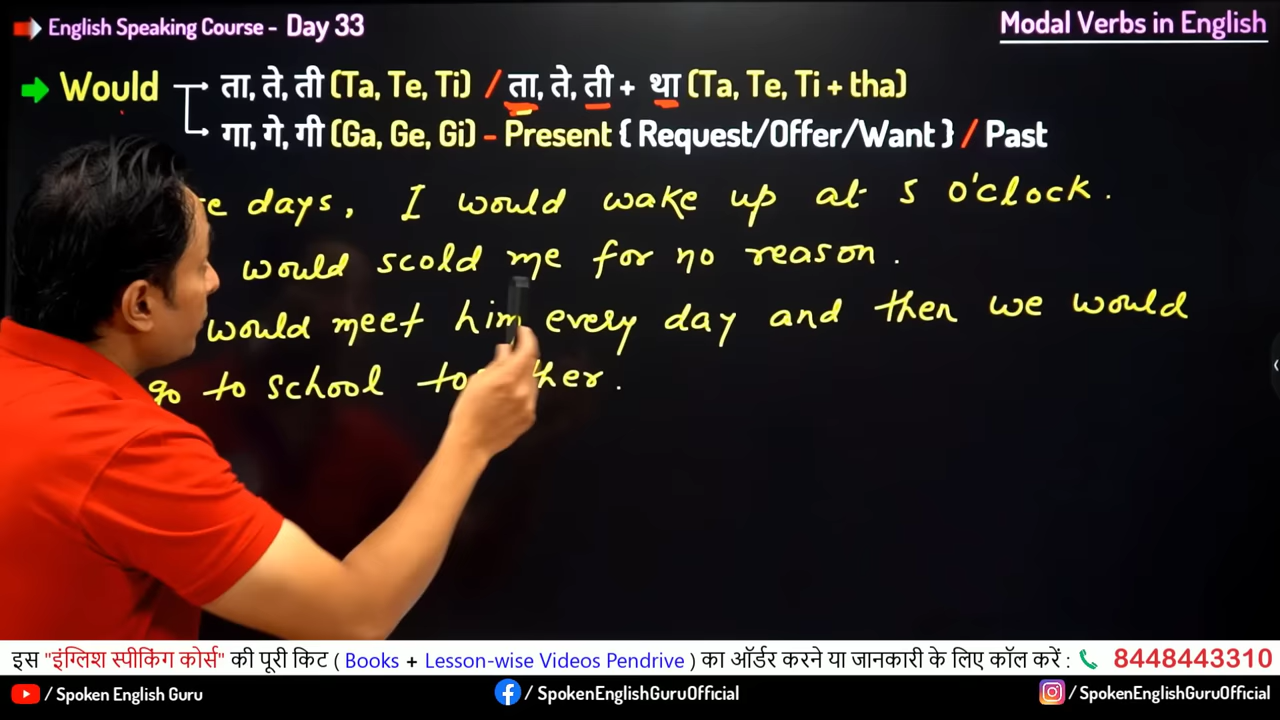 English Speaking Course - Day 33
Modal Verbs in English
Would
ता, ते, ती (Ta, Te, Ti) / ता, ते, ती + था (Ta, Te, Ti + tha)
गा, गे, गी (Ga, Ge, Gi) - Present { Request/Offer/Want } / Past
days, I would wake up at 5 o'clock.
would scold me for no reason.
would meet him every day and then we would
go to school
इस "इंग्लिश स्पीकिंग कोर्स" की पूरी किट ( Books + Lesson-wise Videos Pendrive ) का ऑर्डर करने या जानकारी के लिए कॉल करें : 8448443310
/ Spoken English Guru
/ SpokenEnglishGuruOfficial
/ SpokenEnglishGuruOfficial